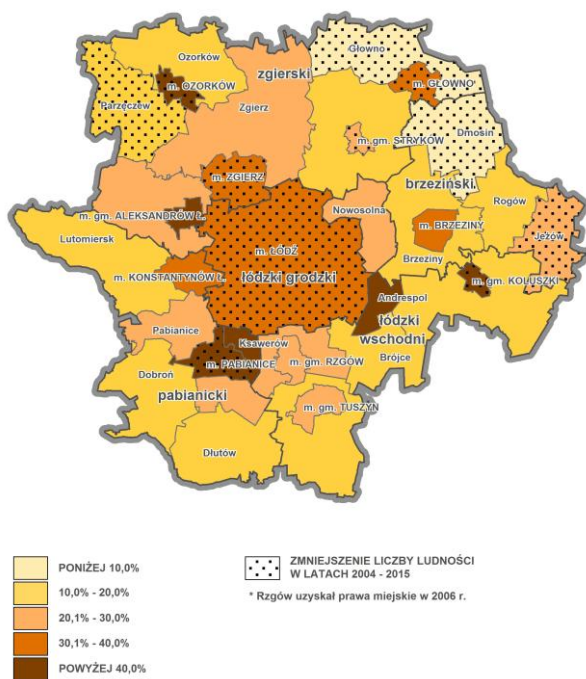 Ozorków
Głowno
zgierski
m. OZORKÓW
m. GŁOWNO
Parzęczew
Zgierz
Dmosin
m. gm. STRYKÓW
m. ZGIERZ
brzeziński
Rogów
m. gm. ALEKSANDRÓW Ł.
Nowosolna
Jeżów
Lutomiersk
m. BRZEZINY
m. ŁÓDŹ
Brzeziny
m. KONSTANTYNÓW Ł.
łódzki grodzki
m. gm. KOLUSZKI
Andrespol
łódzki
Pabianice
wschodni
Ksawerów
Brójce
m. gm. RZGÓW
m. PABIANICE
Dobroń
pabianicki
m. gm. TUSZYN
Dłutów
PONIŻEJ 10,0%
10,0% - 20,0%
20,1% - 30,0%
30,1% - 40,0%
POWYŻEJ 40,0%
ZMNIEJSZENIE LICZBY LUDNOŚCI
W LATACH 2004 - 2015
* Rzgów uzyskał prawa miejskie w 2006 r.